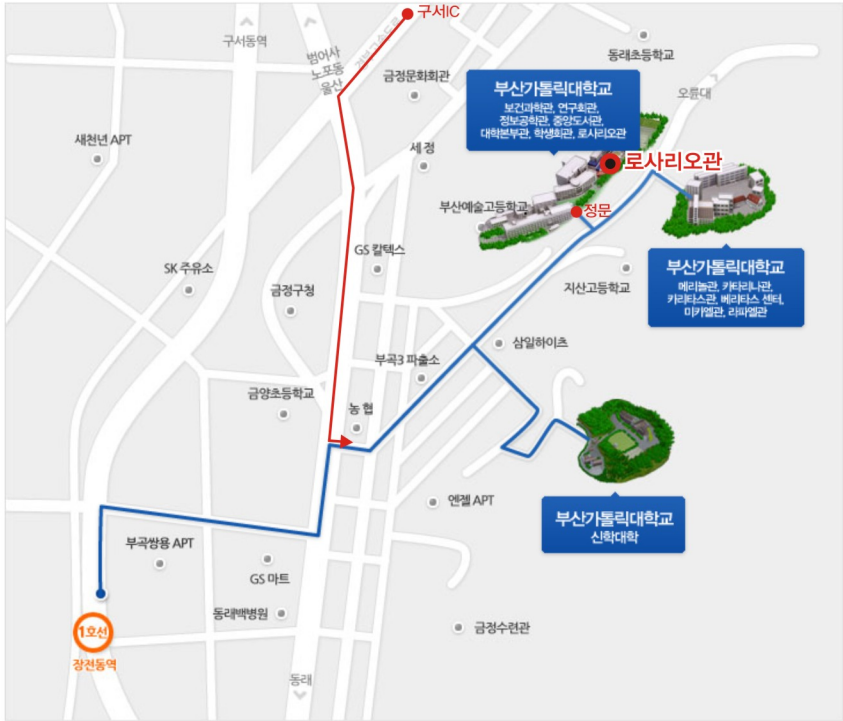 구서IC
구서동역
경부고속도로
범어사
노포동
울산
금정문화회관
동래초등학교
오륜대
부산가톨릭대학교
보건과학관, 연구회관,
정보공학관, 중앙도서관,
대학본부관, 학생회관, 로사리오관
새천년 APT
세 정
로사리오관
부산예술고등학교
정문
GS 칼텍스
SK 주유소
금정구청
지산고등학교
부산가톨릭대학교
메리놀관, 카타리나관,
카리타스관, 베리타스 센터,
미카엘관, 라파엘관
삼일하이츠
부곡3 파출소
금양초등학교
농 협
엔젤 APT
부산가톨릭대학교
신학대학
부곡쌍용 APT
GS 마트
동래백병원
금정수련관
1호선
장전동역
동래